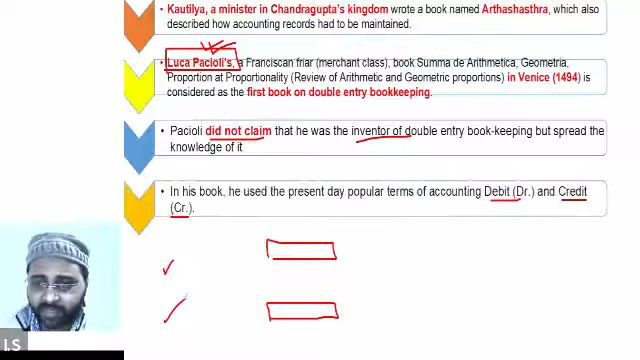 Kautilya, a minister in Chandragupta's kingdom wrote a book named Arthashasthra, which also
described how accounting records had to be maintained.
Luca Pacioli's, a Franciscan friar (merchant class), book Summa de Arithmetica, Geometria,
Proportion at Proportionality (Review of Arithmetic and Geometric proportions) in Venice (1494) is
considered as the first book on double entry bookkeeping.
Pacioli did not claim that he was the inventor of double entry book-keeping but spread the
knowledge of it
In his book, he used the present day popular terms of accounting Debit (Dr.) and Credit
(Cr.).
I.S